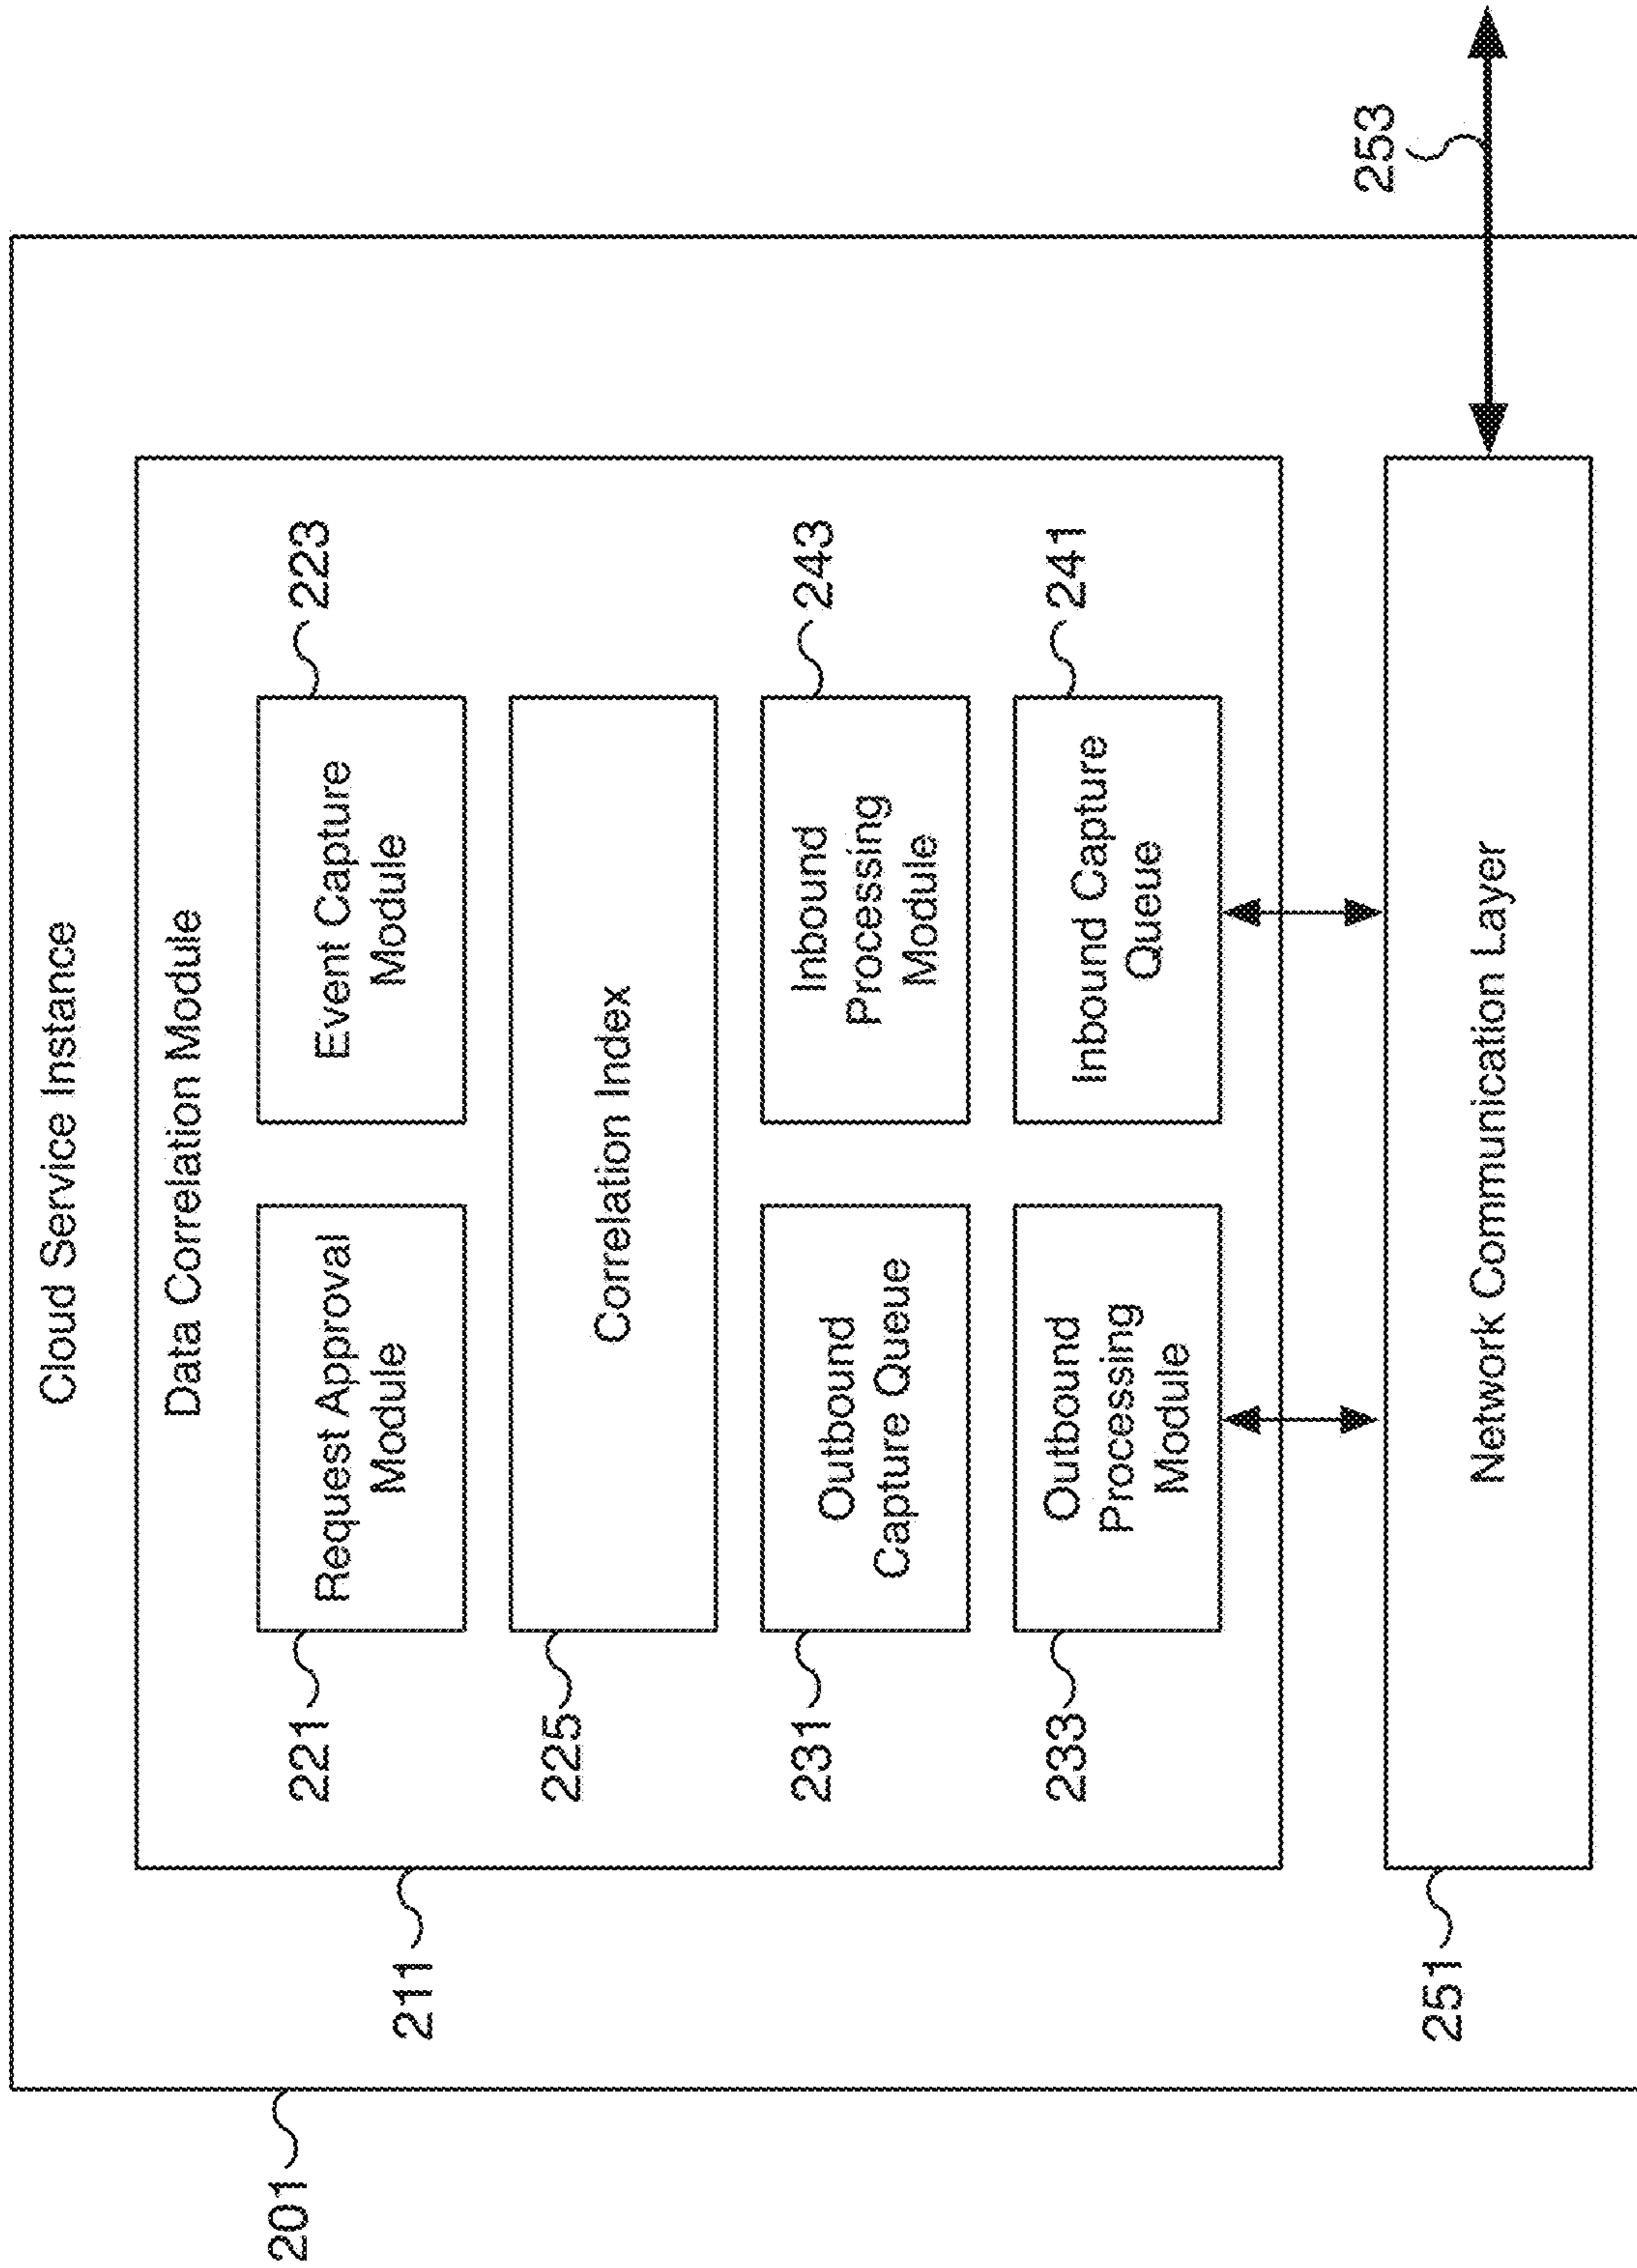 Cloud Service Instance
201
Data Correlation Module
211
Request Approval
Module
221
Event Capture
Module
223
Correlation Index
225
Outbound
Capture Queue
231
Inbound
Processing
Module
243
Outbound
Processing
Module
233
Inbound Capture
Queue
241
Network Communication Layer
251
253